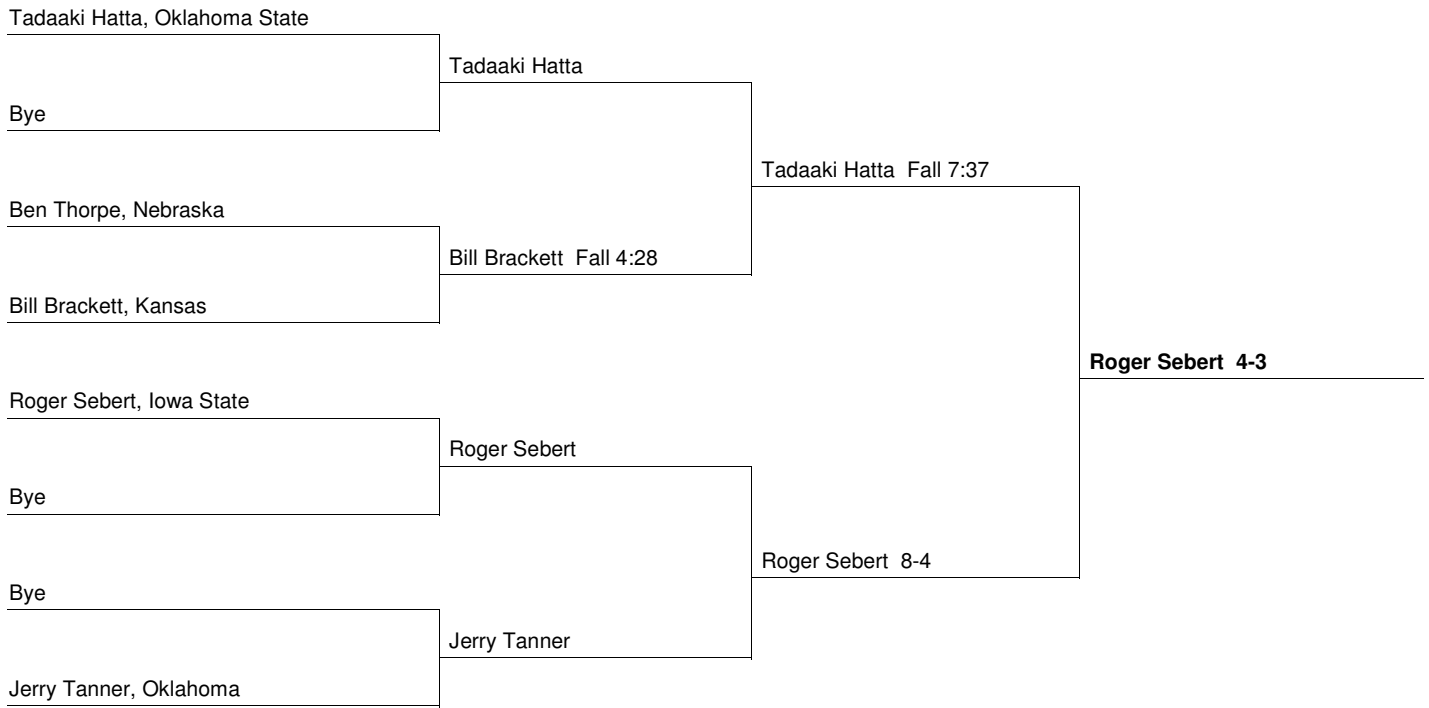 Tadaaki Hatta, Oklahoma State
Tadaaki Hatta
Bye
Tadaaki Hatta  Fall 7:37
Ben Thorpe, Nebraska
Bill Brackett  Fall 4:28
Bill Brackett, Kansas
Roger Sebert  4-3
Roger Sebert, Iowa State
Roger Sebert
Bye
Roger Sebert  8-4
Bye
Jerry Tanner
Jerry Tanner, Oklahoma